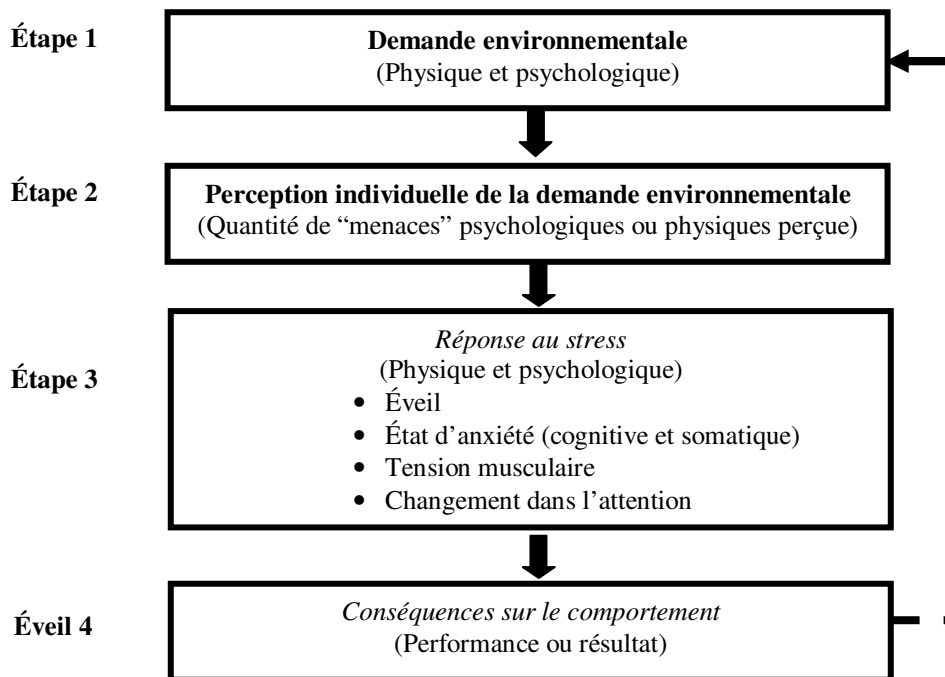 Étape 1
Demande environnementale
(Physique et psychologique)
Étape 2
Perception individuelle de la demande environnementale
(Quantité de “menaces” psychologiques ou physiques perçue)
Étape 3
Réponse au stress
(Physique et psychologique)
• Éveil
• État d’anxiété (cognitive et somatique)
• Tension musculaire
• Changement dans l’attention
Éveil 4
Conséquences sur le comportement
(Performance ou résultat)